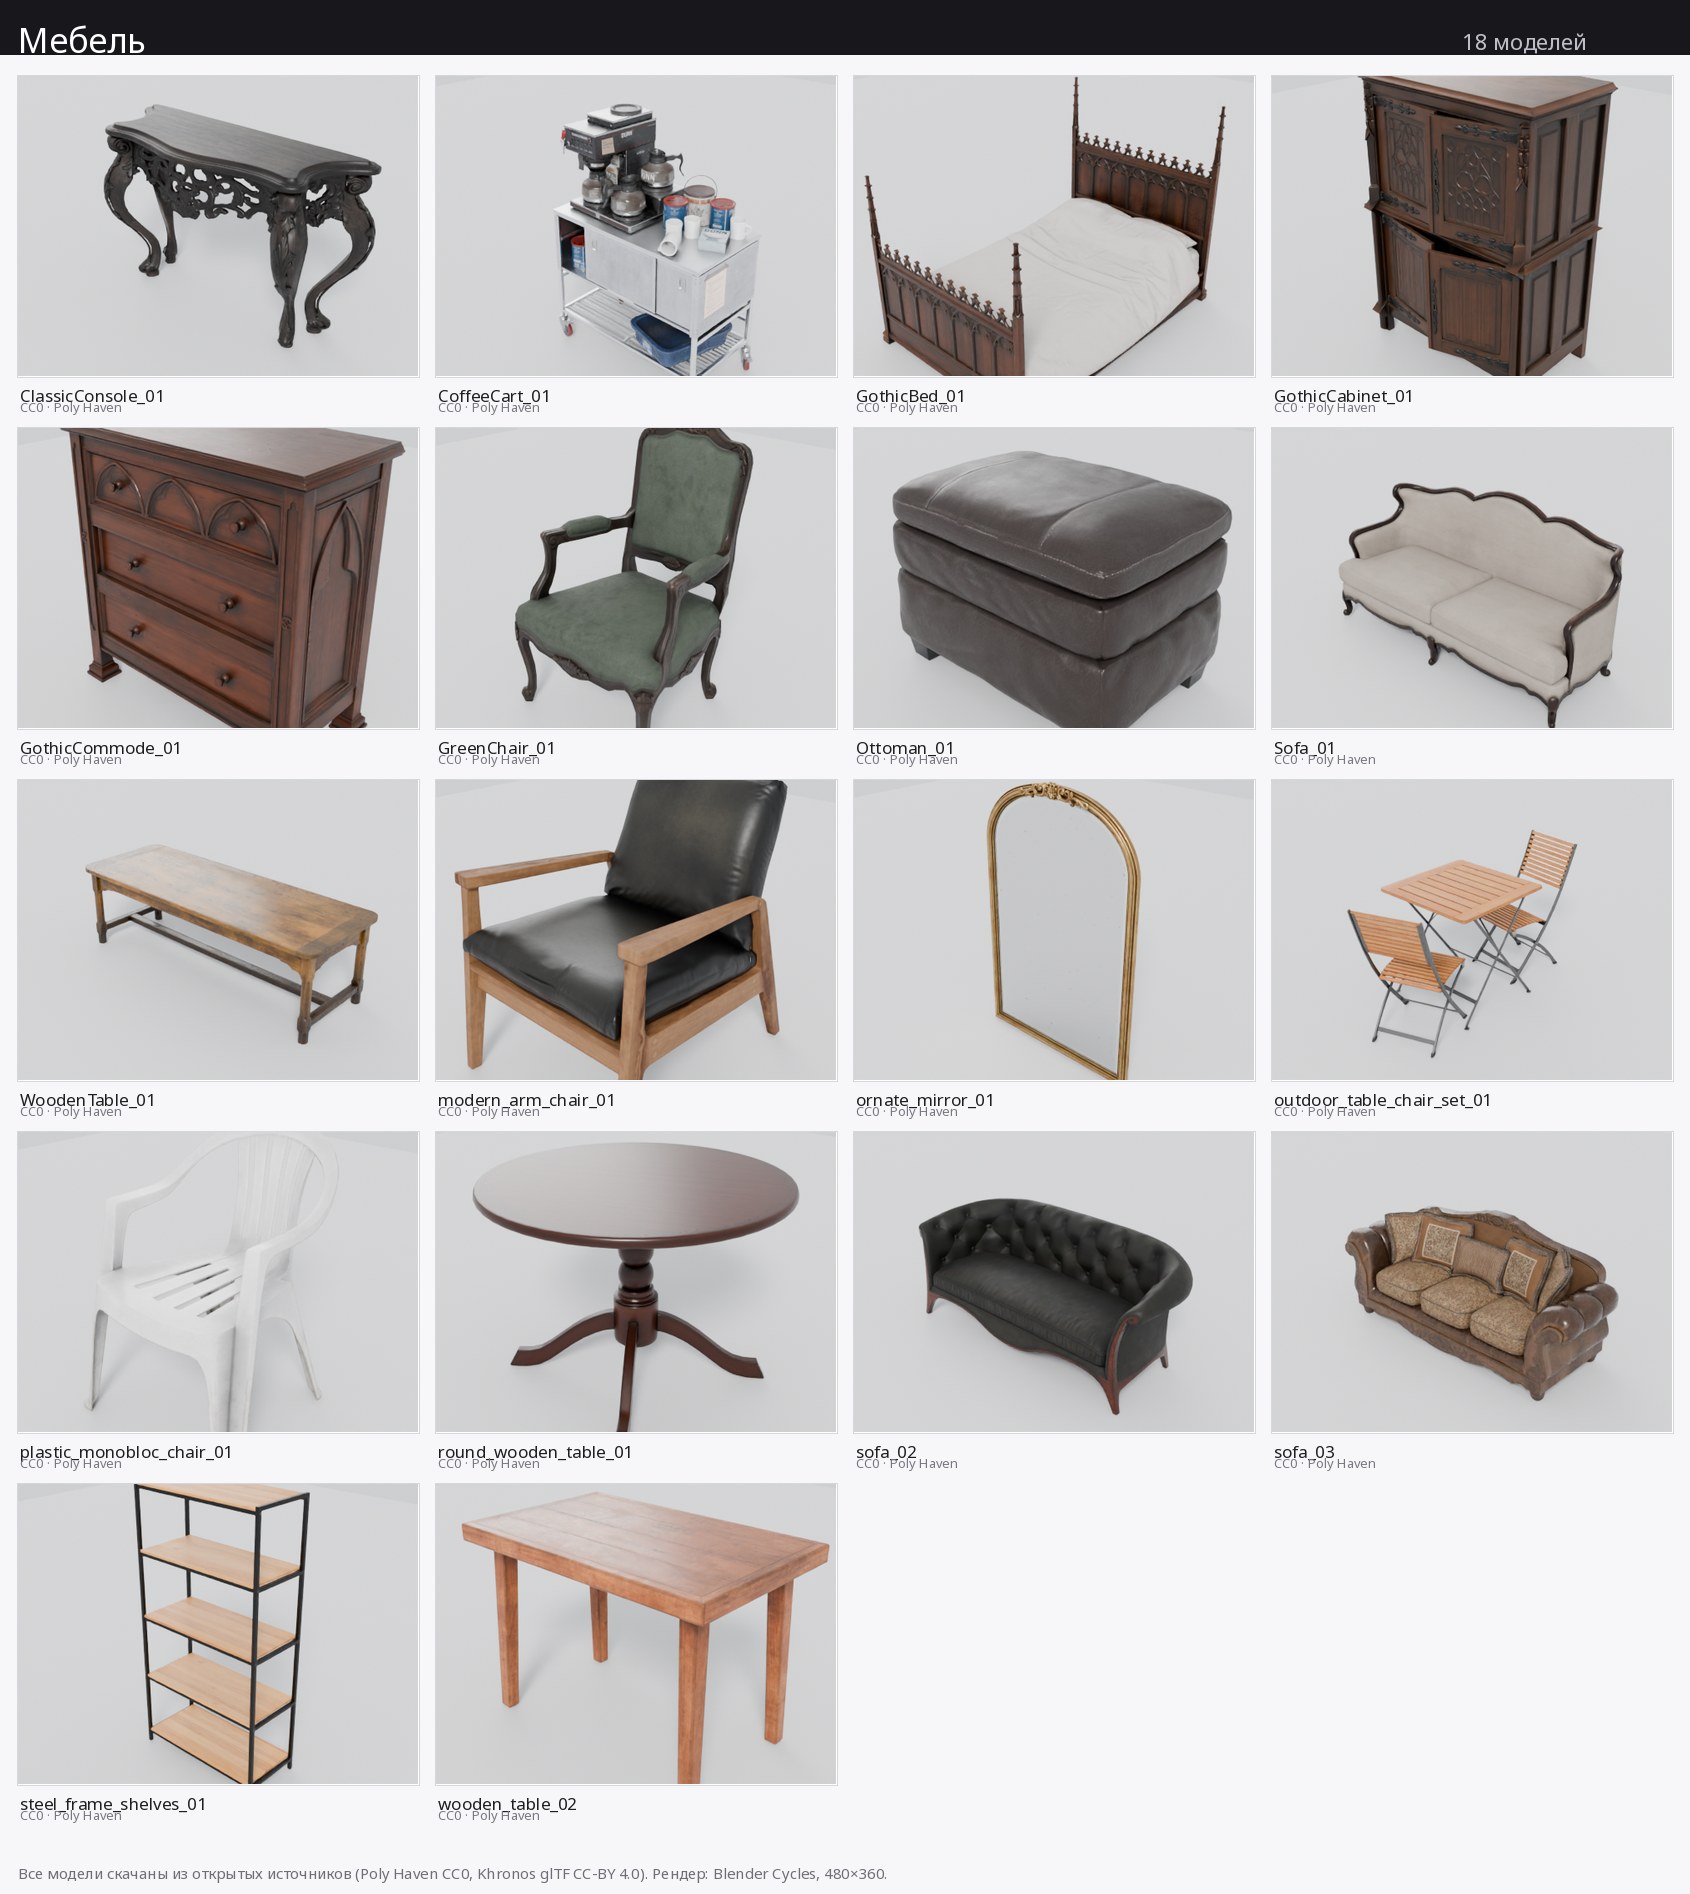 Мебель
18 моделей
ClassicConsole_01
CC0 · Poly Haven
CoffeeCart_01
CC0 · Poly Haven
GothicBed_01
CC0 · Poly Haven
GothicCabinet_01
CC0 · Poly Haven
GothicCommode_01
CC0 · Poly Haven
GreenChair_01
CC0 · Poly Haven
Ottoman_01
CC0 · Poly Haven
Sofa_01
CC0 · Poly Haven
WoodenTable_01
CC0 · Poly Haven
modern_arm_chair_01
CC0 · Poly Haven
ornate_mirror_01
CC0 · Poly Haven
outdoor_table_chair_set_01
CC0 · Poly Haven
plastic_monobloc_chair_01
CC0 · Poly Haven
round_wooden_table_01
CC0 · Poly Haven
sofa_02
CC0 · Poly Haven
sofa_03
CC0 · Poly Haven
steel_frame_shelves_01
CC0 · Poly Haven
wooden_table_02
CC0 · Poly Haven
Все модели скачаны из открытых источников (Poly Haven CC0, Khronos glTF CC-BY 4.0). Рендер: Blender Cycles, 480×360.